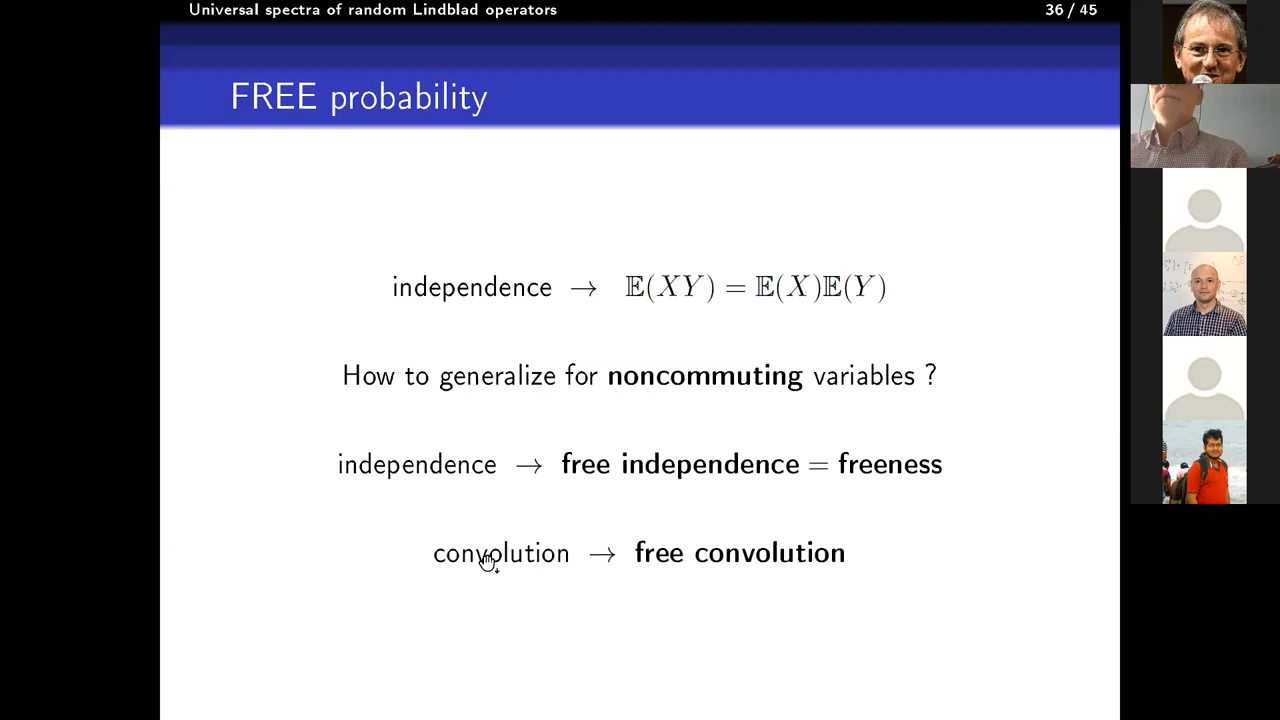 Universal spectra of random Lindblad operators
36 / 45
FREE probability
independence → 𝔼(XY) = 𝔼(X)𝔼(Y)
How to generalize for noncommuting variables ?
independence → free independence = freeness
convolution → free convolution